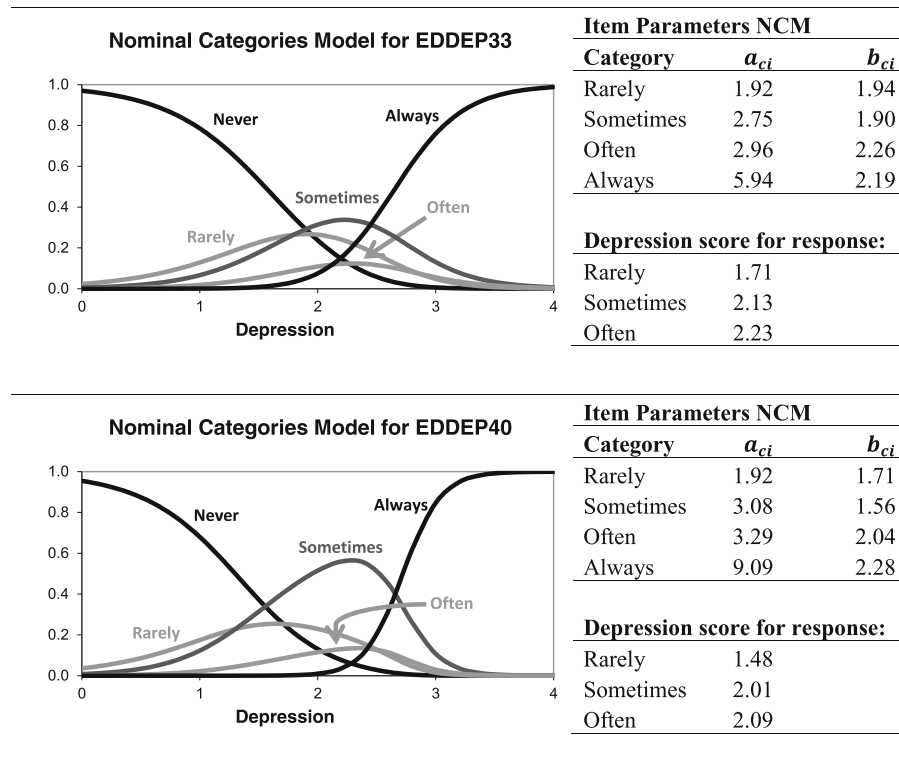 Nominal Categories Model for EDDEP33
1.0
0.8
0.6
0.4
0.2
0.0
0 1 2 3 4
Never
Always
Sometimes
Often
Rarely
Depression
Item Parameters NCM
Category a_ci b_ci
Rarely 1.92 1.94
Sometimes 2.75 1.90
Often 2.96 2.26
Always 5.94 2.19
Depression score for response:
Rarely 1.71
Sometimes 2.13
Often 2.23
Nominal Categories Model for EDDEP40
1.0
0.8
0.6
0.4
0.2
0.0
0 1 2 3 4
Never
Always
Sometimes
Often
Rarely
Depression
Item Parameters NCM
Category a_ci b_ci
Rarely 1.92 1.71
Sometimes 3.08 1.56
Often 3.29 2.04
Always 9.09 2.28
Depression score for response:
Rarely 1.48
Sometimes 2.01
Often 2.09